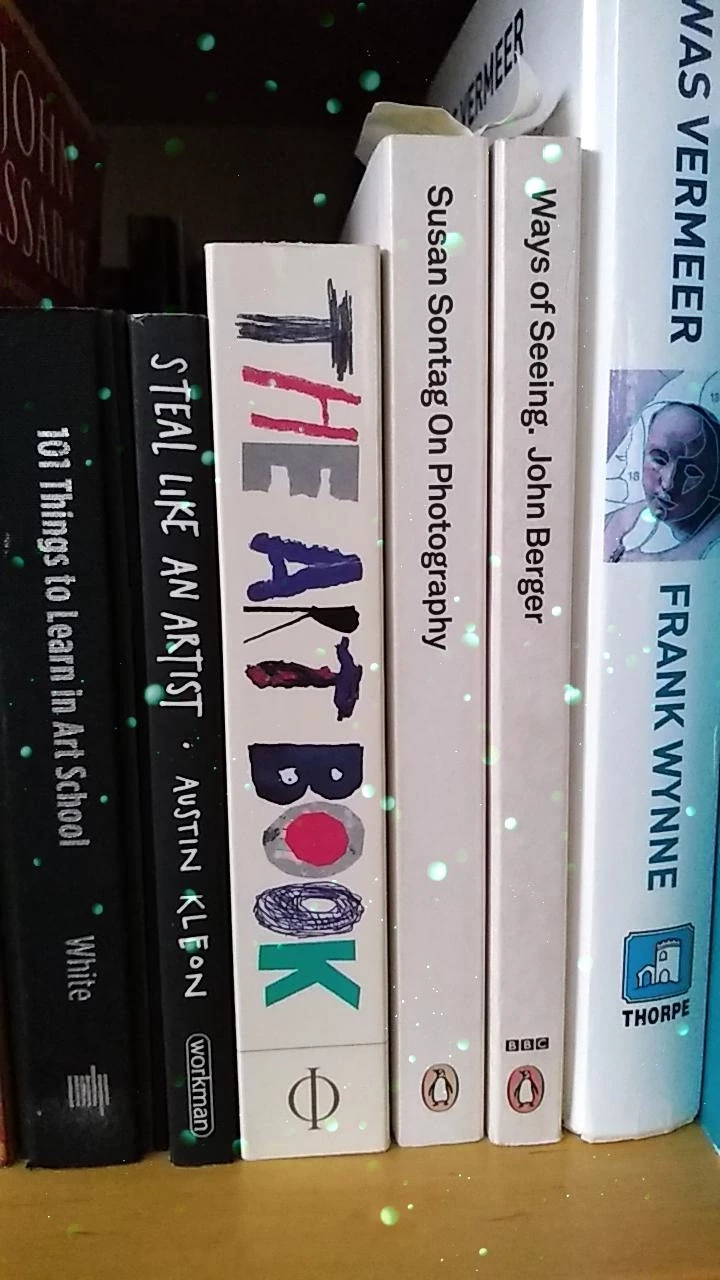 JOHN
101 Things to Learn in Art School
White
STEAL LIKE AN ARTIST · AUSTIN KLEON
workman
THE ART BOOK
Φ
Susan Sontag On Photography
Ways of Seeing. John Berger
BBC
VERMEER
WAS VERMEER
18
FRANK WYNNE
THORPE